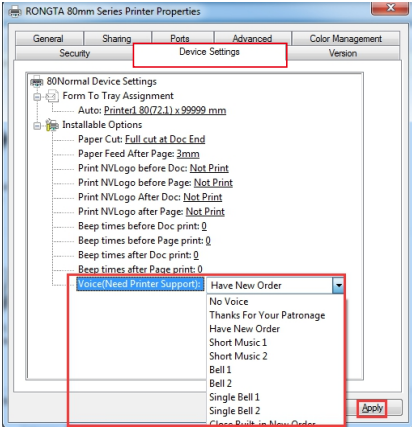 RONGTA 80mm Series Printer Properties
General Sharing Ports Advanced Color Management
Security Device Settings Version
80Normal Device Settings
Form To Tray Assignment
Auto: Printer1 80(72.1) x 99999 mm
Installable Options
Paper Cut: Full cut at Doc End
Paper Feed After Page: 3mm
Print NVLogo before Doc: Not Print
Print NVLogo before Page: Not Print
Print NVLogo After Doc: Not Print
Print NVLogo after Page: Not Print
Beep times before Doc print: 0
Beep times before Page print: 0
Beep times after Doc print: 0
Beep times after Page print: 0
Voice(Need Printer Support): Have New Order
No Voice
Thanks For Your Patronage
Have New Order
Short Music 1
Short Music 2
Bell 1
Bell 2
Single Bell 1
Single Bell 2
Close Built-in New Order
Apply